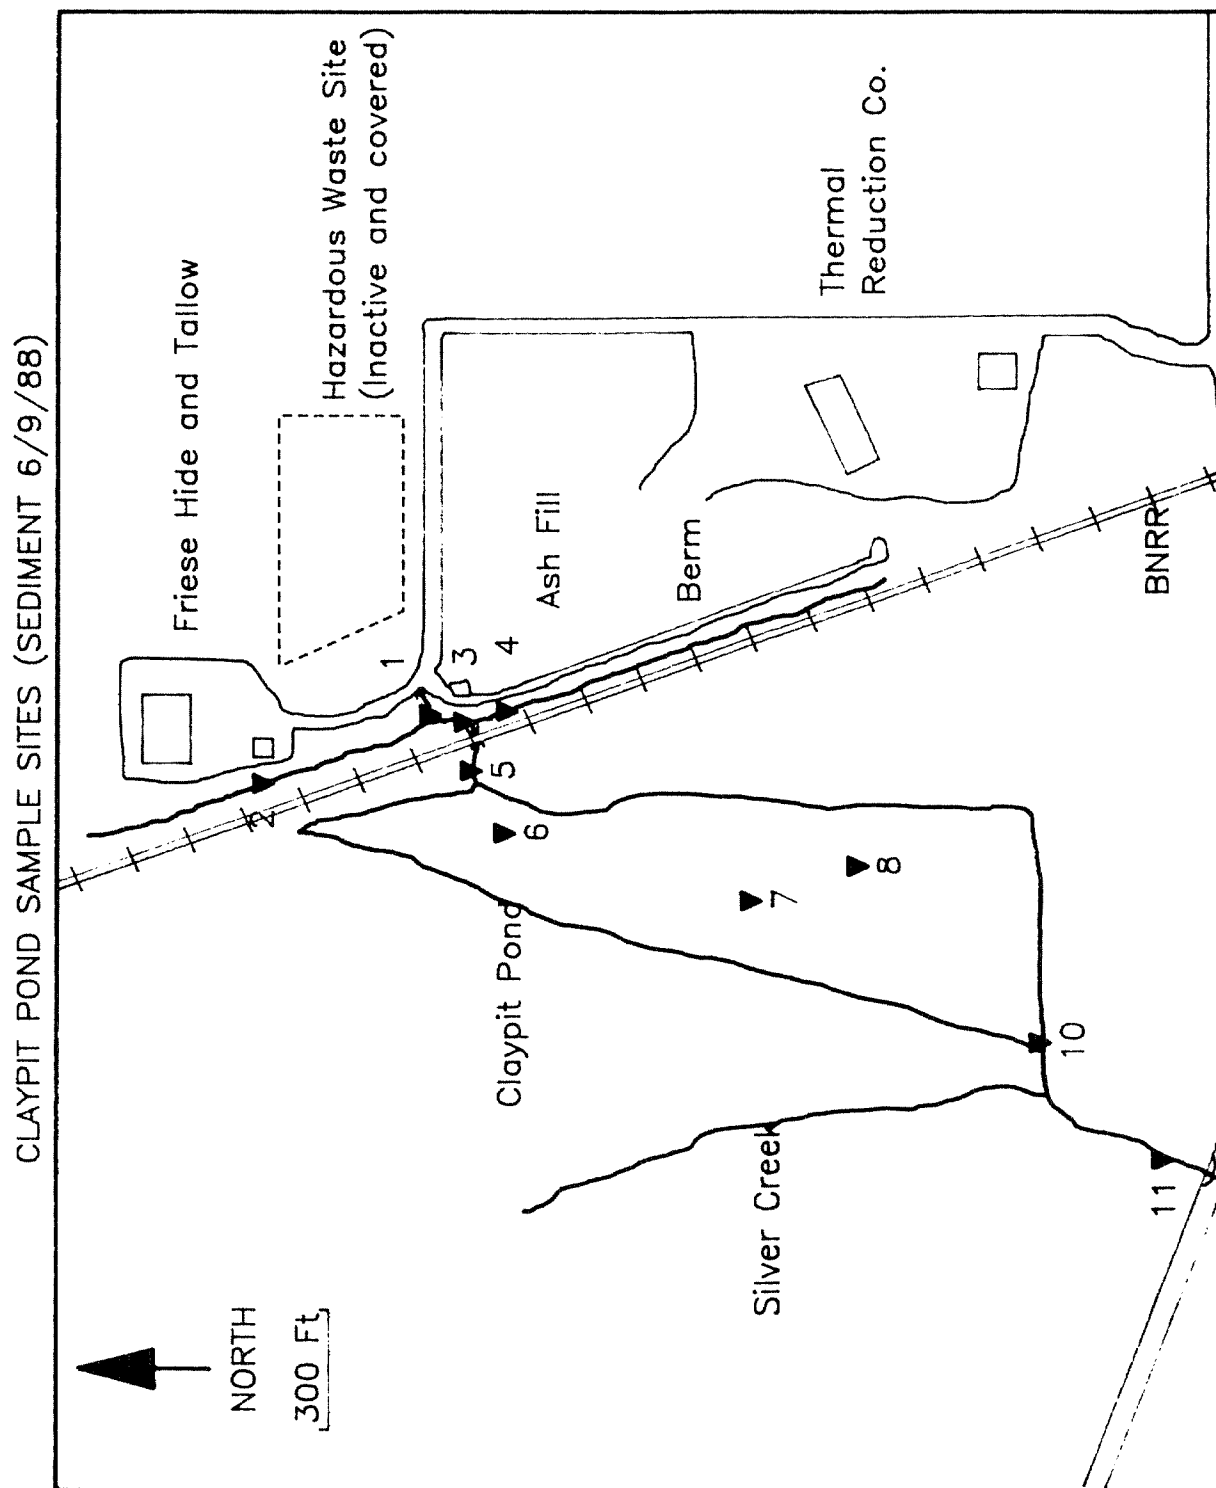 CLAYPIT POND SAMPLE SITES (SEDIMENT 6/9/88)
NORTH
300 Ft.
Friese Hide and Tallow
Hazardous Waste Site
(Inactive and covered)
1
2
3
4
5
6
7
8
10
11
Ash Fill
Berm
Thermal
Reduction Co.
Claypit Pond
Silver Creek
BNRR